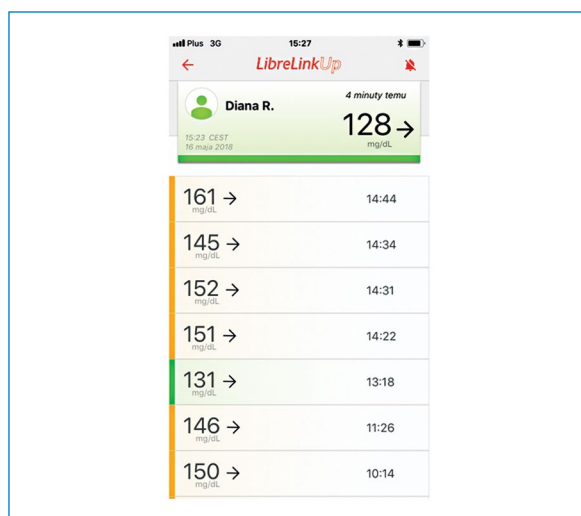 Plus 3G 15:27
LibreLinkUp
Diana R.
4 minuty temu
128
mg/dL
15:23 CEST
16 maja 2018
161 14:44
mg/dL
145 14:34
mg/dL
152 14:31
mg/dL
151 14:22
mg/dL
131 13:18
mg/dL
146 11:26
mg/dL
150 10:14
mg/dL